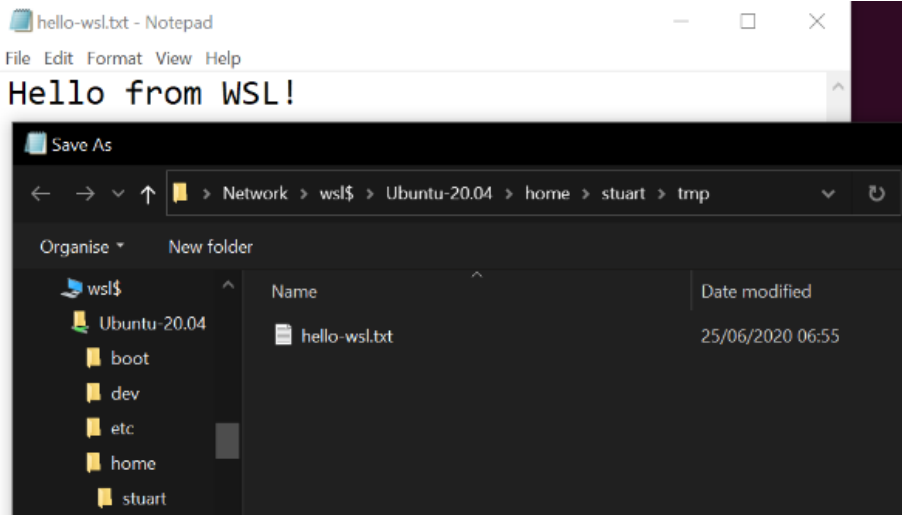 hello-wsl.txt - Notepad
File Edit Format View Help
Hello from WSL!
Save As
Network > wsl$ > Ubuntu-20.04 > home > stuart > tmp
Organise New folder
wsl$
Name Date modified
Ubuntu-20.04
hello-wsl.txt 25/06/2020 06:55
boot
dev
etc
home
stuart